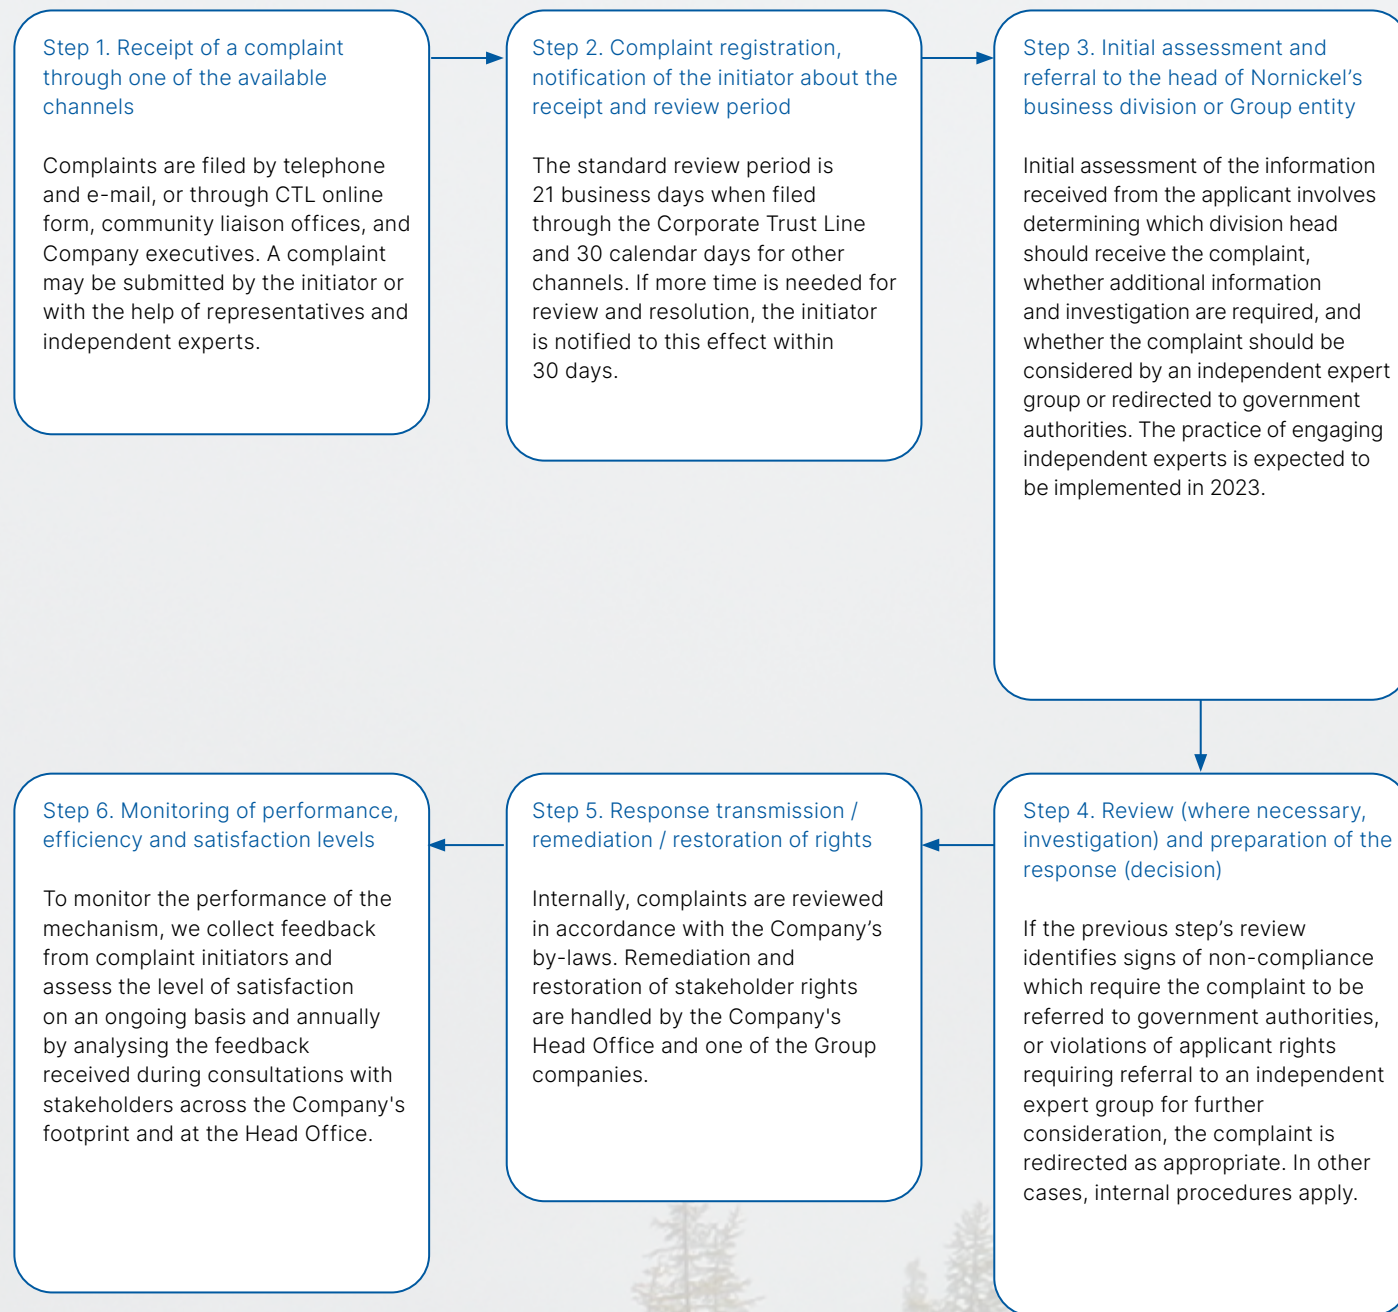 Step 1. Receipt of a complaint
through one of the available
channels
Complaints are filed by telephone
and e-mail, or through CTL online
form, community liaison offices, and
Company executives. A complaint
may be submitted by the initiator or
with the help of representatives and
independent experts.
Step 2. Complaint registration,
notification of the initiator about the
receipt and review period
The standard review period is
21 business days when filed
through the Corporate Trust Line
and 30 calendar days for other
channels. If more time is needed for
review and resolution, the initiator
is notified to this effect within
30 days.
Step 3. Initial assessment and
referral to the head of Nornickel’s
business division or Group entity
Initial assessment of the information
received from the applicant involves
determining which division head
should receive the complaint,
whether additional information
and investigation are required, and
whether the complaint should be
considered by an independent expert
group or redirected to government
authorities. The practice of engaging
independent experts is expected to
be implemented in 2023.
Step 4. Review (where necessary,
investigation) and preparation of the
response (decision)
If the previous step’s review
identifies signs of non-compliance
which require the complaint to be
referred to government authorities,
or violations of applicant rights
requiring referral to an independent
expert group for further
consideration, the complaint is
redirected as appropriate. In other
cases, internal procedures apply.
Step 5. Response transmission /
remediation / restoration of rights
Internally, complaints are reviewed
in accordance with the Company’s
by-laws. Remediation and
restoration of stakeholder rights
are handled by the Company's
Head Office and one of the Group
companies.
Step 6. Monitoring of performance,
efficiency and satisfaction levels
To monitor the performance of the
mechanism, we collect feedback
from complaint initiators and
assess the level of satisfaction
on an ongoing basis and annually
by analysing the feedback
received during consultations with
stakeholders across the Company's
footprint and at the Head Office.